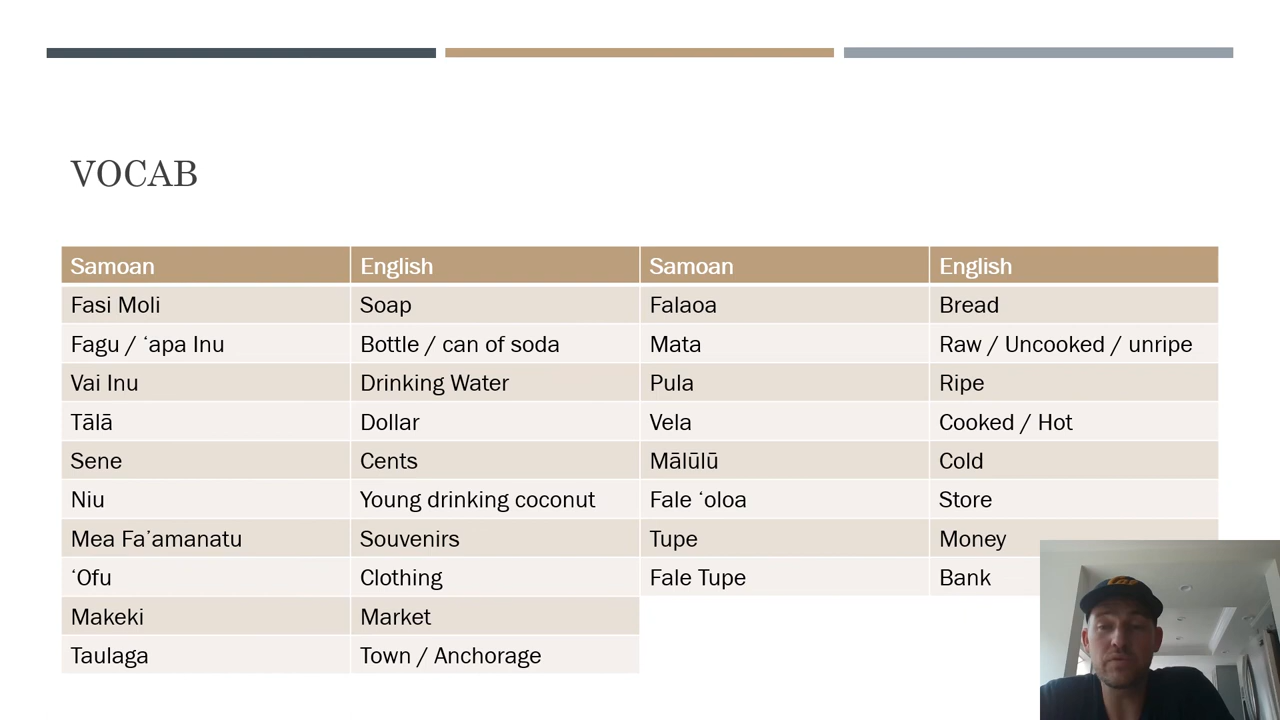 VOCAB
Samoan English Samoan English
Fasi Moli Soap Falaoa Bread
Fagu / ʻapa Inu Bottle / can of soda Mata Raw / Uncooked / unripe
Vai Inu Drinking Water Pula Ripe
Tālā Dollar Vela Cooked / Hot
Sene Cents Mālūlū Cold
Niu Young drinking coconut Fale ʻoloa Store
Mea Fa’amanatu Souvenirs Tupe Money
ʻOfu Clothing Fale Tupe Bank
Makeki Market
Taulaga Town / Anchorage